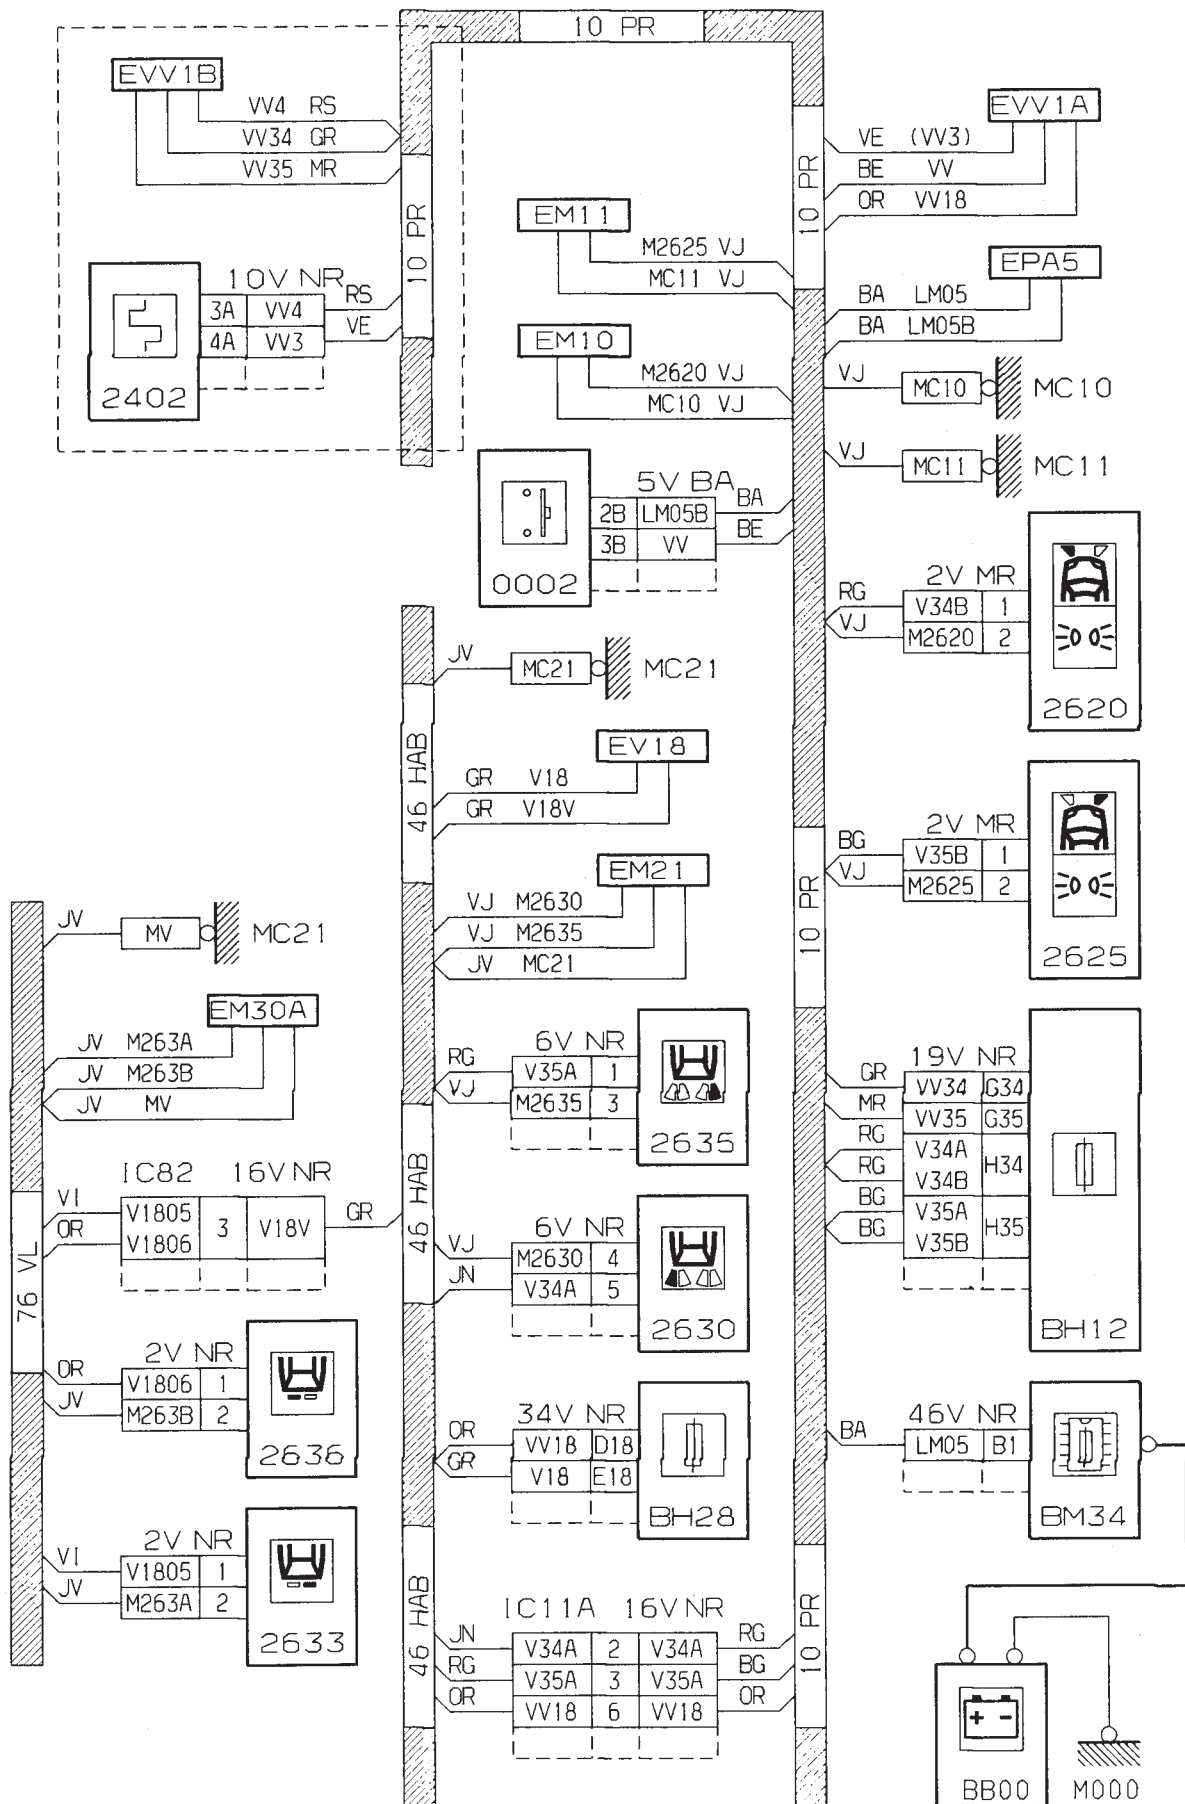 10 PR
EVV1B
VV4 RS
VV34 GR
VV35 MR
10 PR
10V NR
3A VV4 RS
4A VV3 VE
2402
EVV1A
VE (VV3)
BE VV
OR VV18
10 PR
EM11
M2625 VJ
MC11 VJ
EPA5
BA LM05
BA LM05B
EM10
M2620 VJ
MC10 VJ
VJ MC10 MC10
VJ MC11 MC11
5V BA
2B LM05B BA
3B VV BE
0002
2V MR
RG V34B 1
VJ M2620 2
2620
JV MC21 MC21
46 HAB
EV18
GR V18
GR V18V
2V MR
BG V35B 1
VJ M2625 2
2625
10 PR
EM21
VJ M2630
VJ M2635
JV MC21
JV MV MC21
EM30A
JV M263A
JV M263B
JV MV
6V NR
RG V35A 1
VJ M2635 3
2635
19V NR
GR VV34 G34
MR VV35 G35
RG V34A H34
RG V34B
BG V35A H35
BG V35B
BH12
IC82 16V NR
VI V1805 3 V18V GR
OR V1806
76 VL
46 HAB
6V NR
VJ M2630 4
JN V34A 5
2630
2V NR
OR V1806 1
JV M263B 2
2636
34V NR
OR VV18 D18
GR V18 E18
BH28
46V NR
BA LM05 B1
BM34
2V NR
VI V1805 1
JV M263A 2
2633
46 HAB
IC11A 16V NR
JN V34A 2 V34A RG
RG V35A 3 V35A BG
OR VV18 6 VV18 OR
10 PR
+ -
BB00
M000